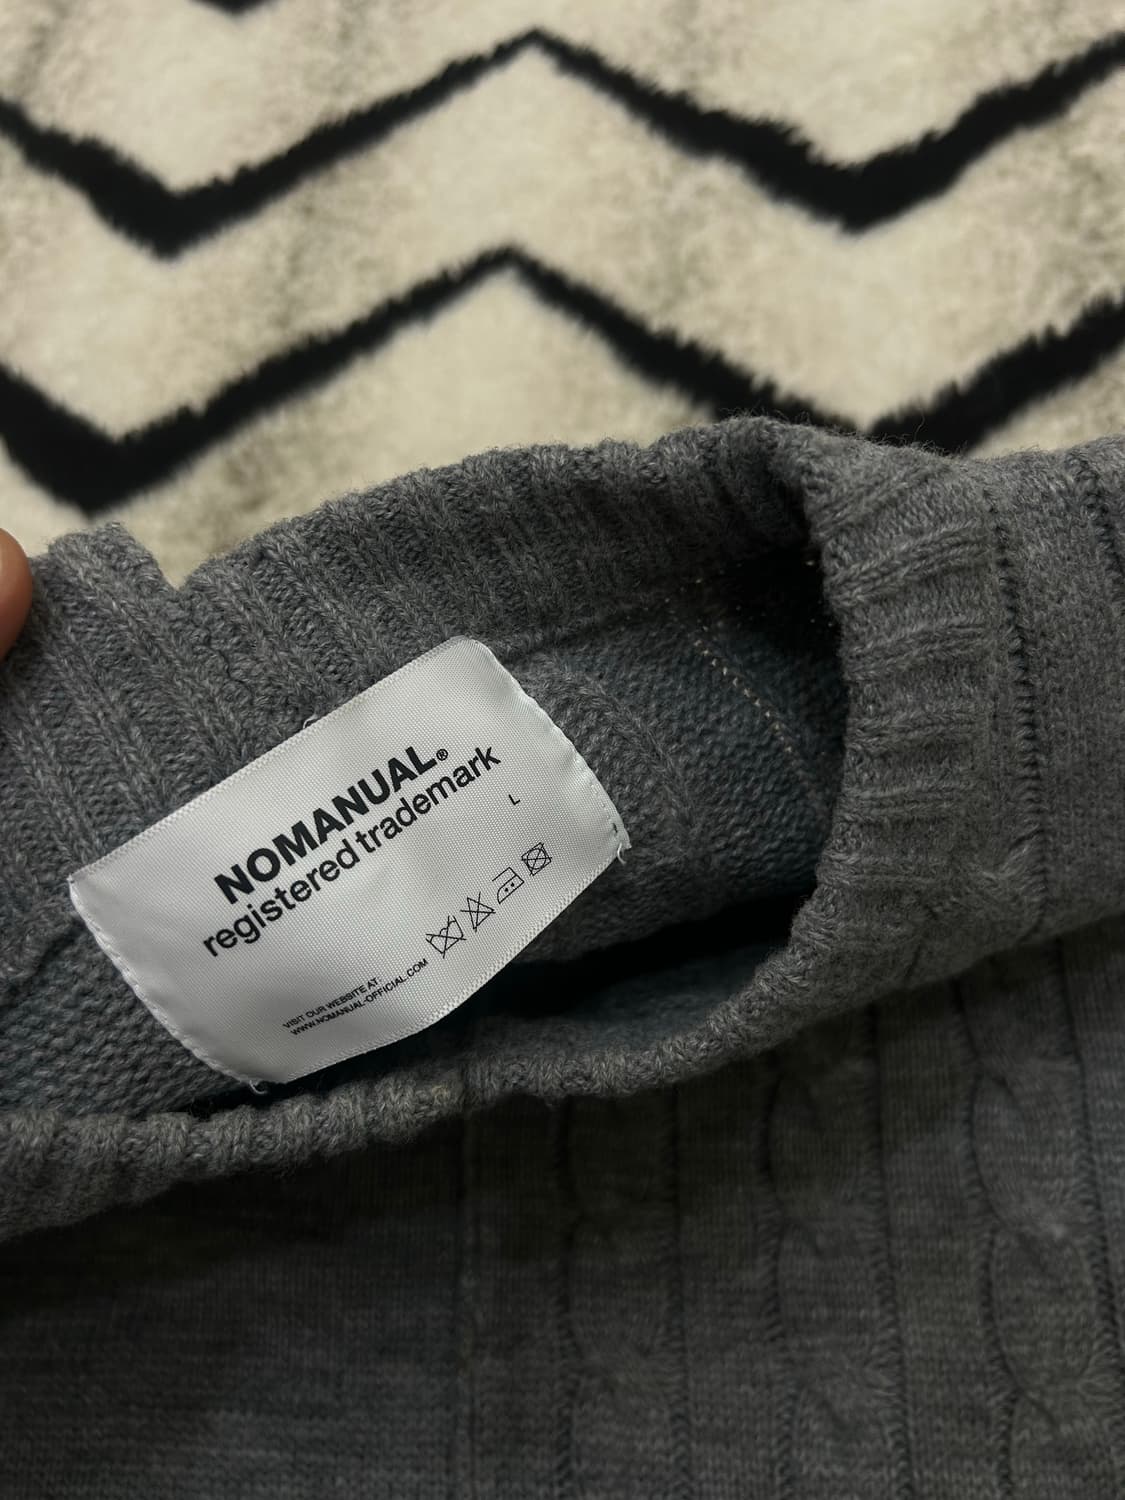 NOMANUAL®
registered trademark
L
VISIT OUR WEBSITE AT:
WWW.NOMANUAL-OFFICIAL.COM